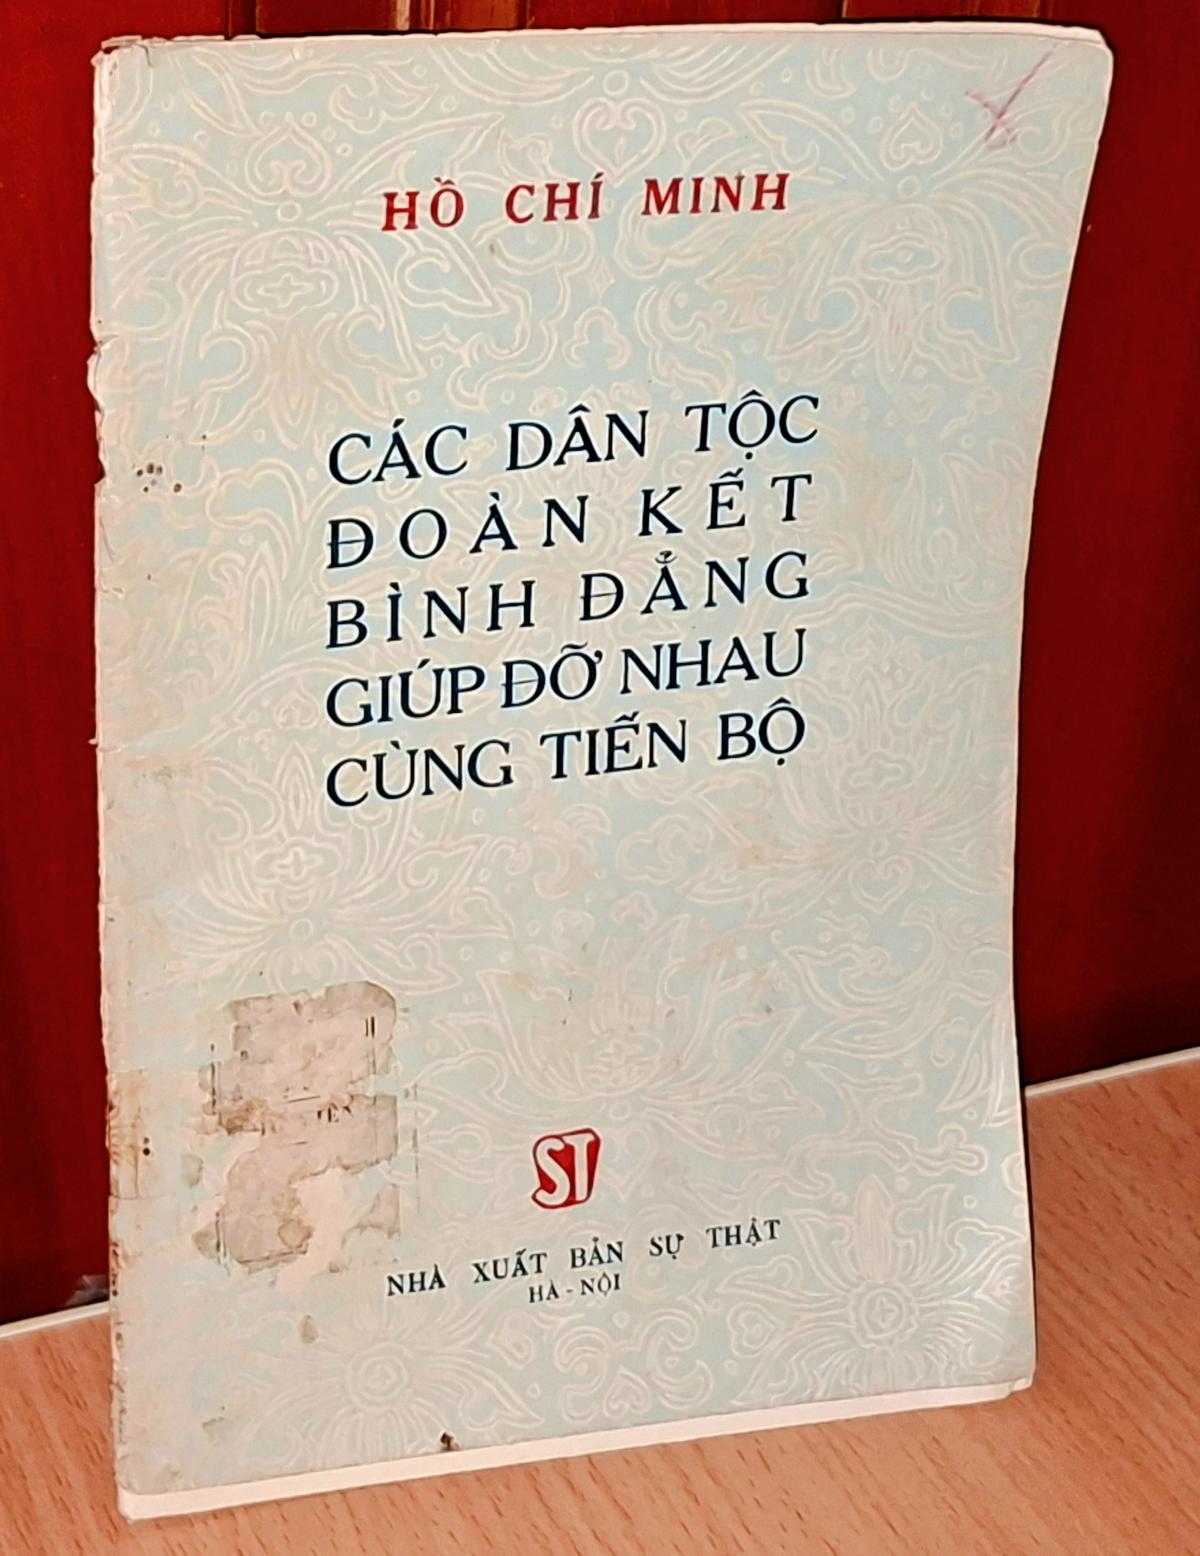 HỒ CHÍ MINH
CÁC DÂN TỘC
ĐOÀN KẾT
BÌNH ĐẲNG
GIÚP ĐỠ NHAU
CÙNG TIẾN BỘ
ST
NHÀ XUẤT BẢN SỰ THẬT
HÀ - NỘI